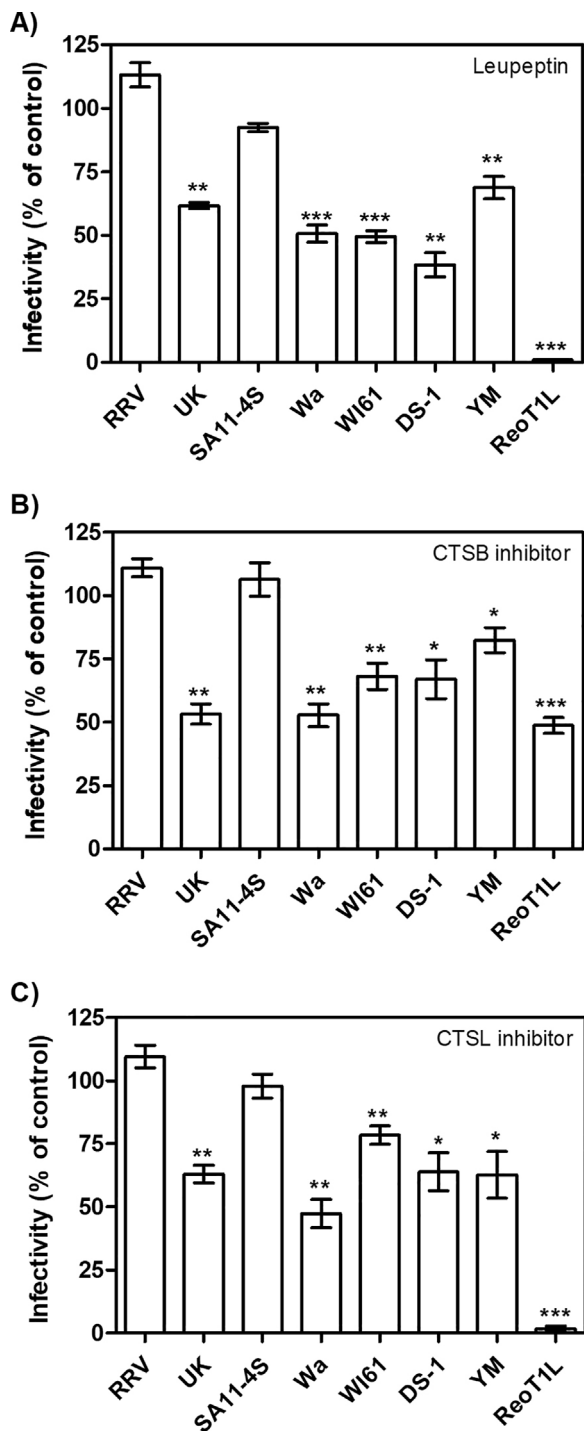 A)
Infectivity (% of control)
125
100
75
50
25
0
Leupeptin
**
***
***
**
**
***
RRV
UK
SA11-4S
Wa
WI61
DS-1
YM
ReoT1L
B)
Infectivity (% of control)
125
100
75
50
25
0
CTSB inhibitor
**
**
**
*
*
***
RRV
UK
SA11-4S
Wa
WI61
DS-1
YM
ReoT1L
C)
Infectivity (% of control)
125
100
75
50
25
0
CTSL inhibitor
**
**
**
*
*
***
RRV
UK
SA11-4S
Wa
WI61
DS-1
YM
ReoT1L